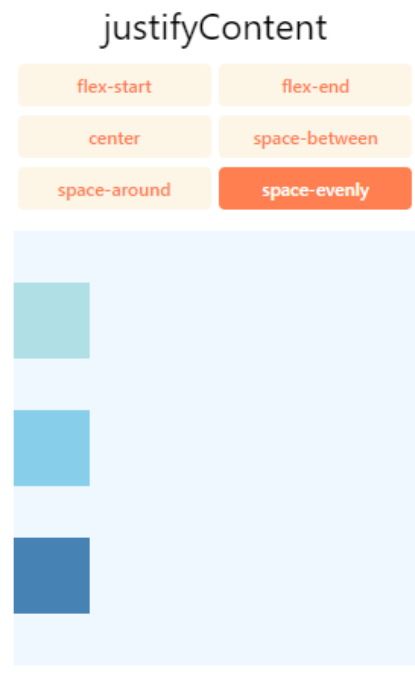 justifyContent
flex-start
flex-end
center
space-between
space-around
space-evenly